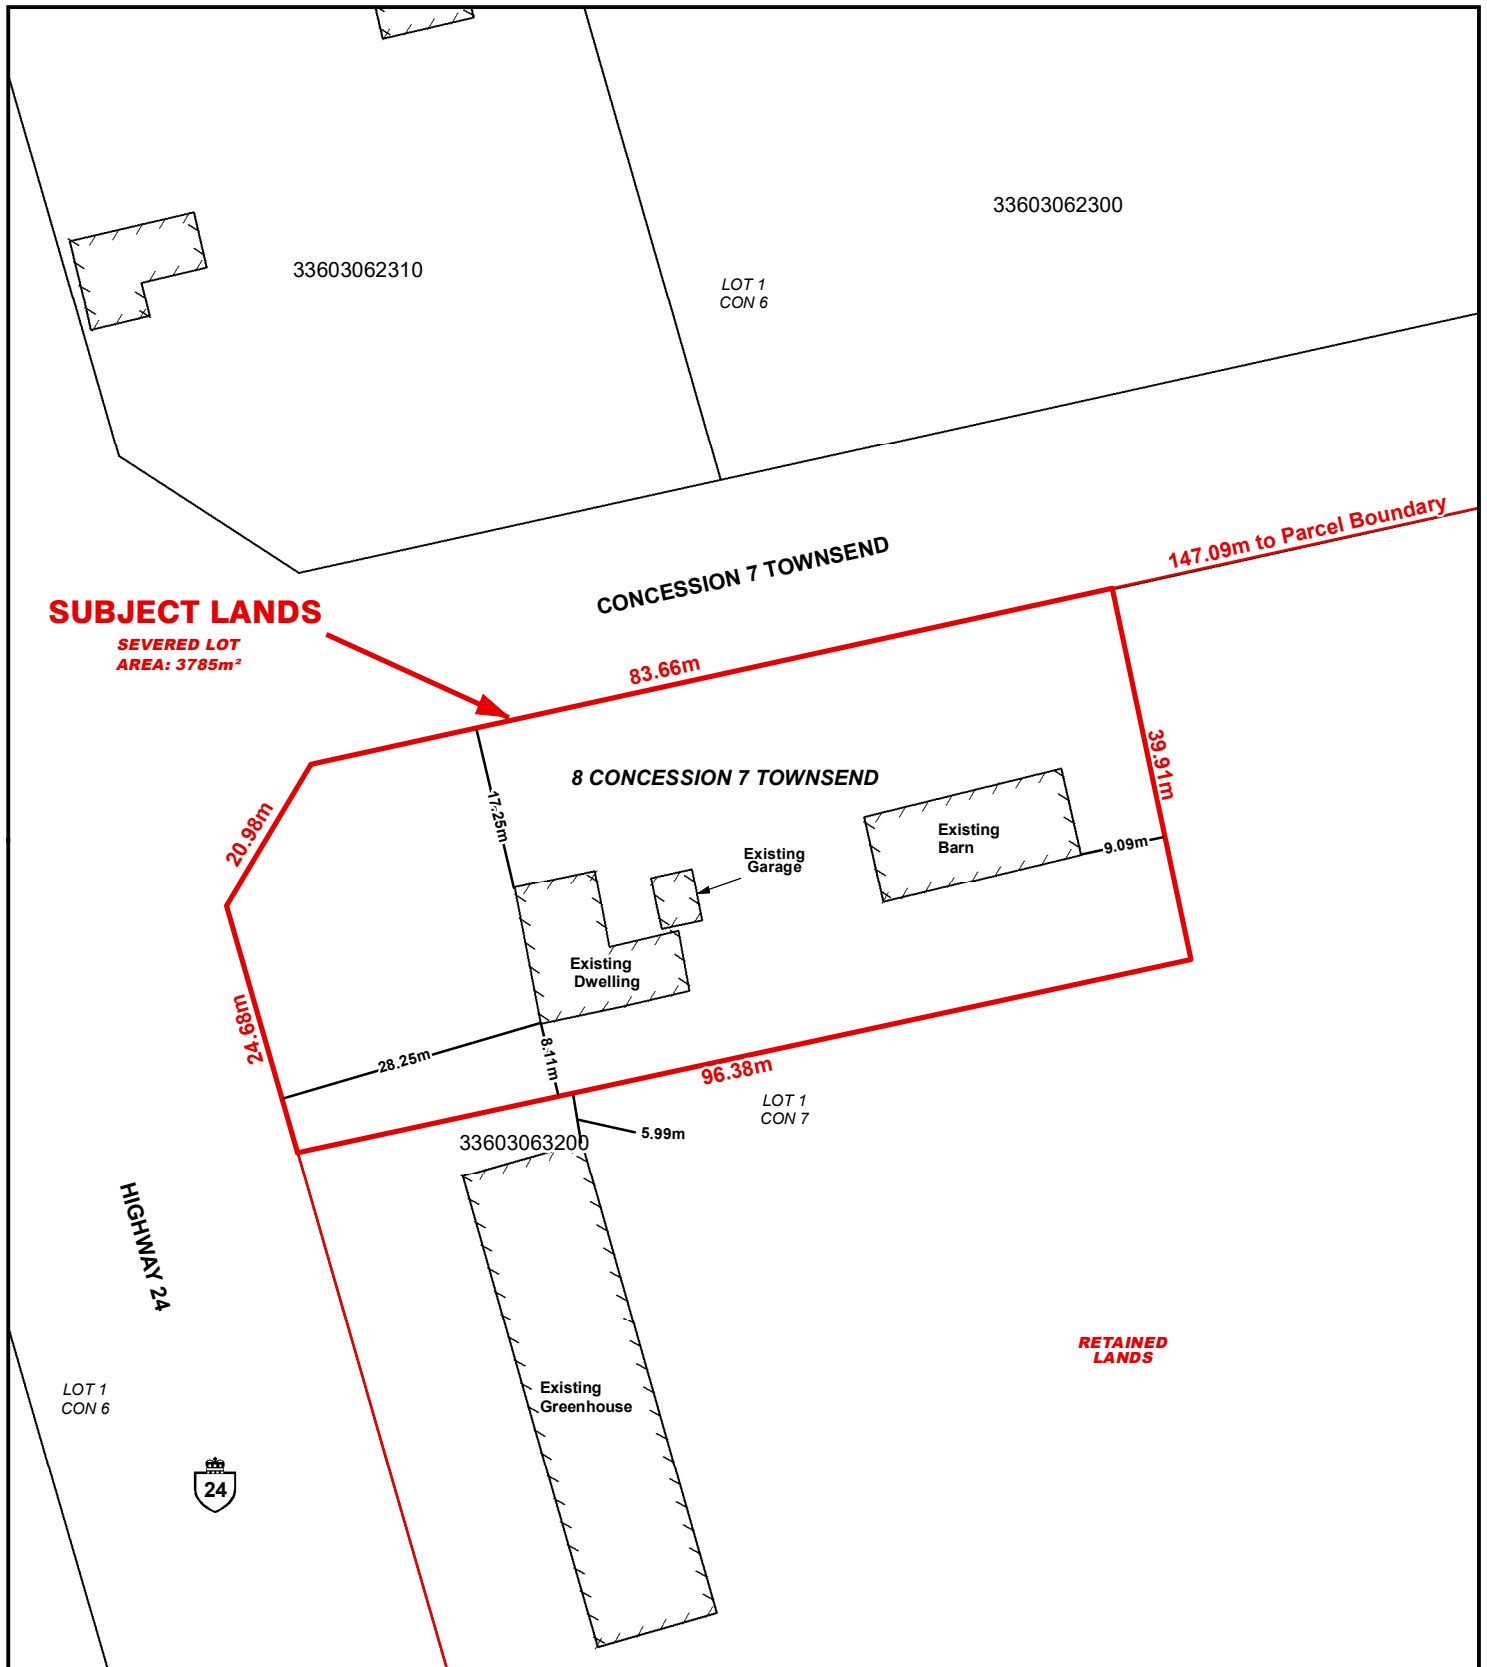 33603062300
33603062310
LOT 1
CON 6
147.09m to Parcel Boundary
CONCESSION 7 TOWNSEND
SUBJECT LANDS
SEVERED LOT
AREA: 3785m²
83.66m
39.91m
8 CONCESSION 7 TOWNSEND
17.25m
20.98m
Existing
Barn
9.09m
Existing
Garage
Existing
Dwelling
24.68m
28.25m
8.11m
96.38m
LOT 1
CON 7
5.99m
33603063200
HIGHWAY 24
RETAINED
LANDS
LOT 1
CON 6
Existing
Greenhouse
24